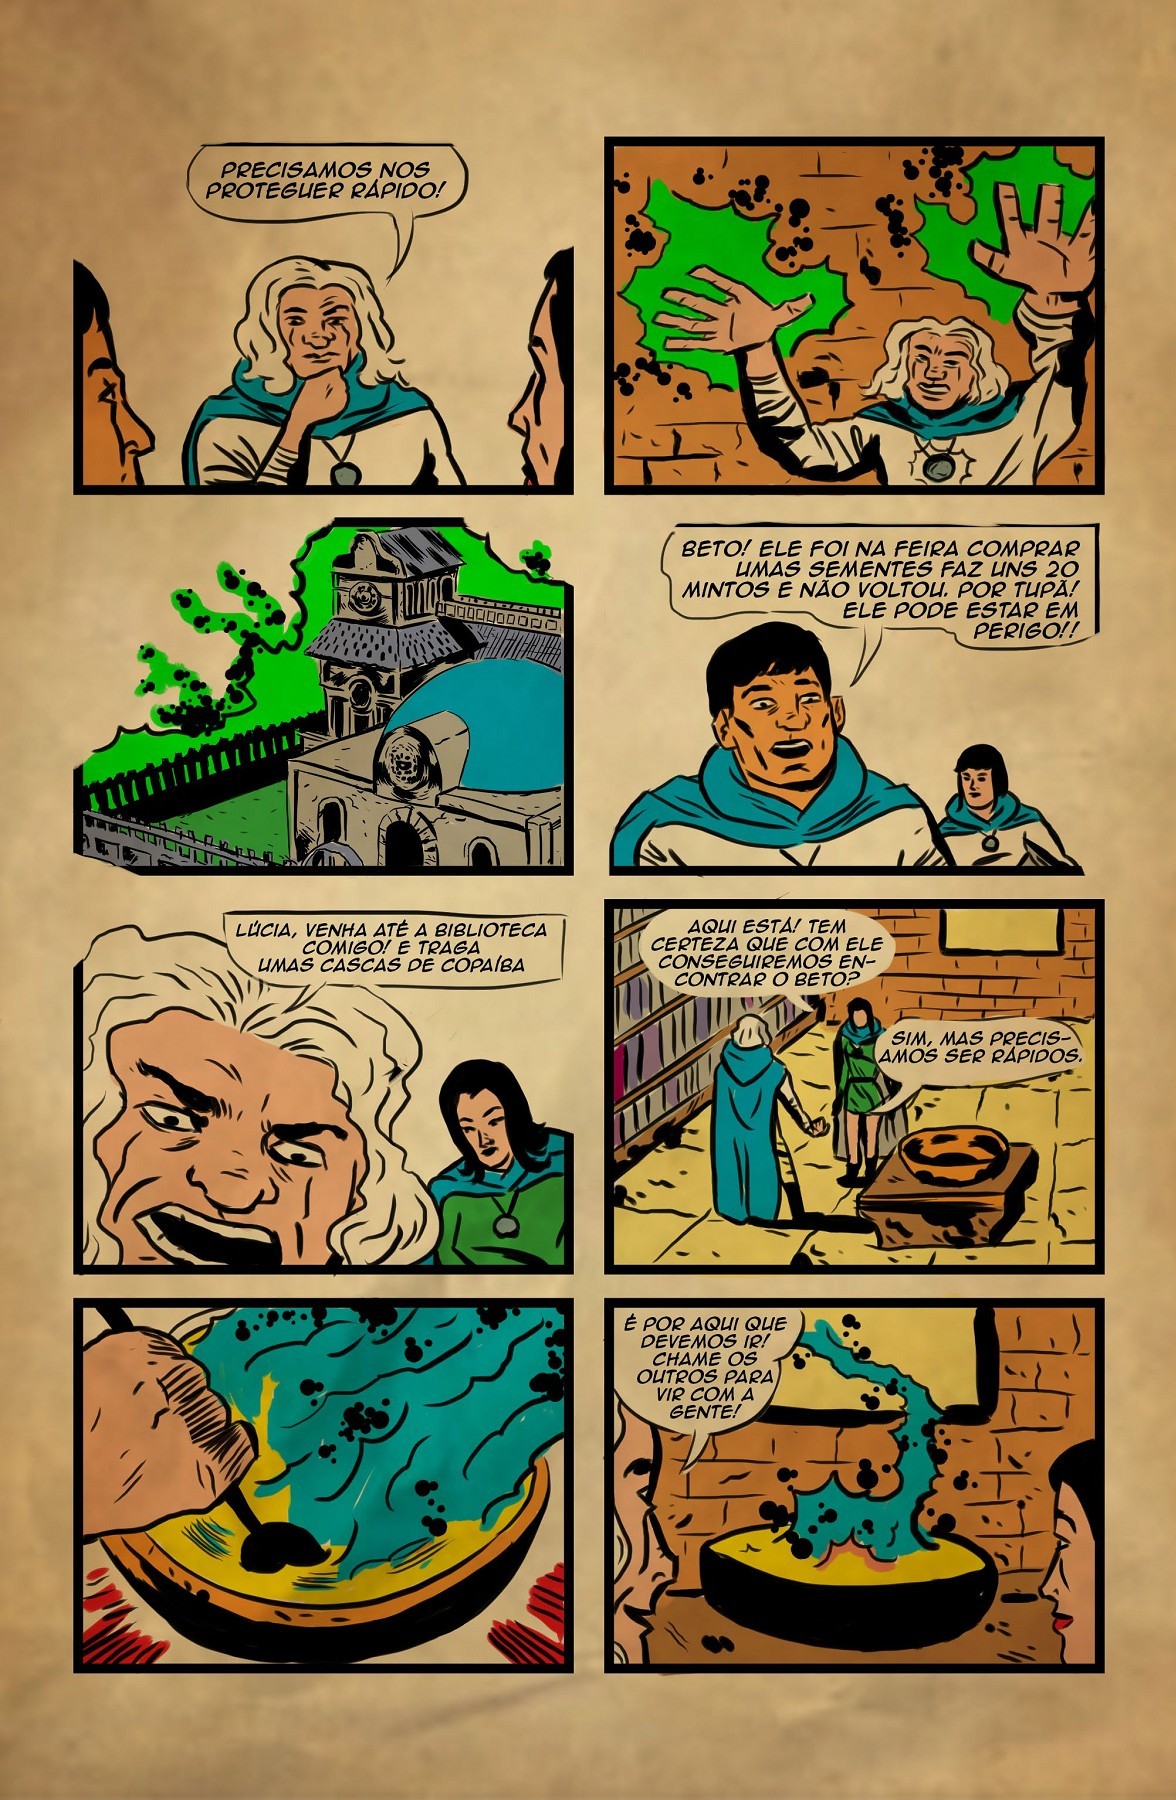 PRECISAMOS NOS
PROTEGUER RÁPIDO!
BETO! ELE FOI NA FEIRA COMPRAR
UMAS SEMENTES FAZ UNS 20
MINTOS E NÃO VOLTOU. POR TUPÃ!
ELE PODE ESTAR EM
PERIGO!!
LÚCIA, VENHA ATÉ A BIBLIOTECA
COMIGO! E TRAGA
UMAS CASCAS DE COPAÍBA
AQUI ESTÁ! TEM
CERTEZA QUE COM ELE
CONSEGUIREMOS EN-
CONTRAR O BETO?
SIM, MAS PRECIS-
AMOS SER RÁPIDOS.
É POR AQUI QUE
DEVEMOS IR!
CHAME OS
OUTROS PARA
VIR COM A
GENTE!